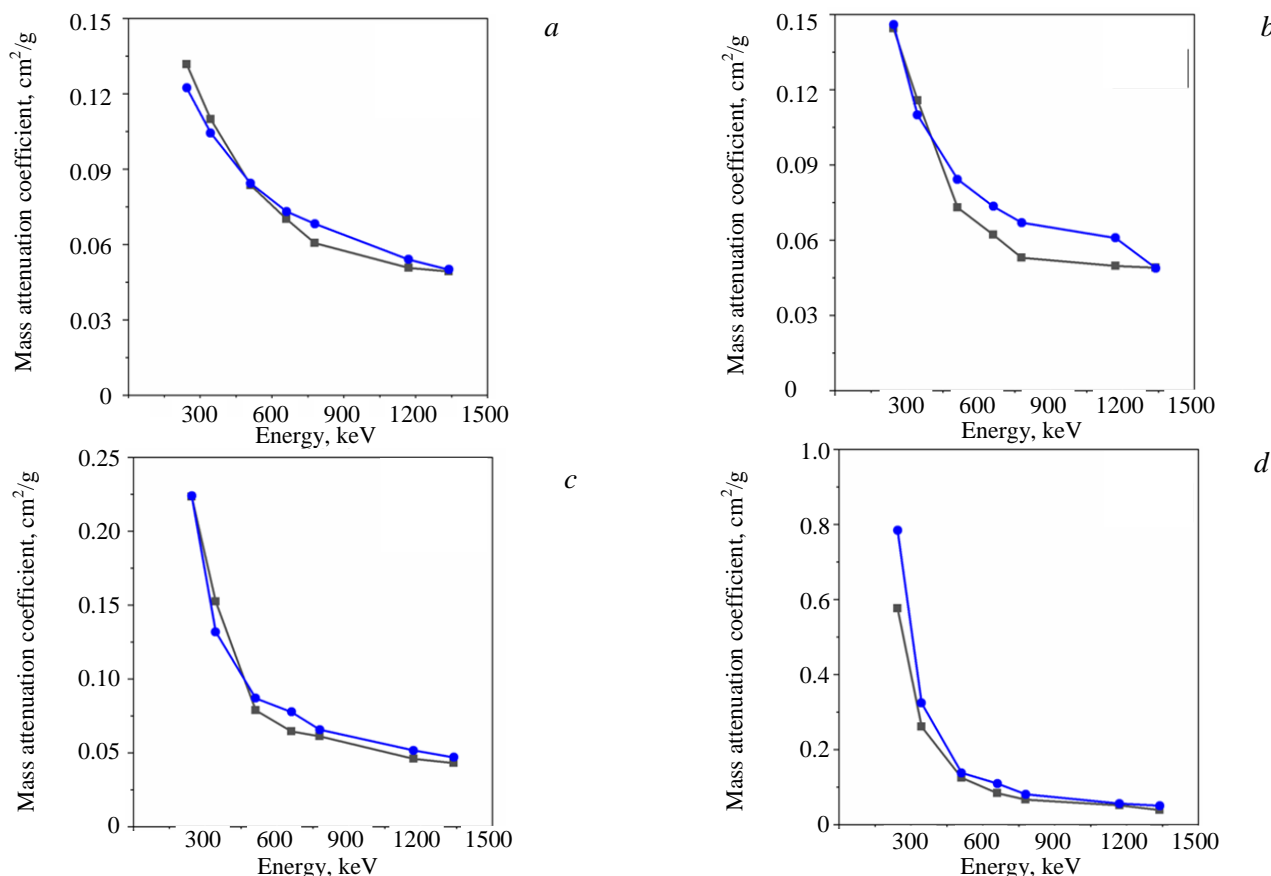 Mass attenuation coefficient, cm²/g
0.15
0.12
0.09
0.06
0.03
0
300 600 900 1200 1500
Energy, keV
a
Mass attenuation coefficient, cm²/g
0.15
0.12
0.09
0.06
0.03
0
300 600 900 1200 1500
Energy, keV
b
Mass attenuation coefficient, cm²/g
0.25
0.20
0.15
0.10
0.05
0
300 600 900 1200 1500
Energy, keV
c
Mass attenuation coefficient, cm²/g
1.0
0.8
0.6
0.4
0.2
0
300 600 900 1200 1500
Energy, keV
d